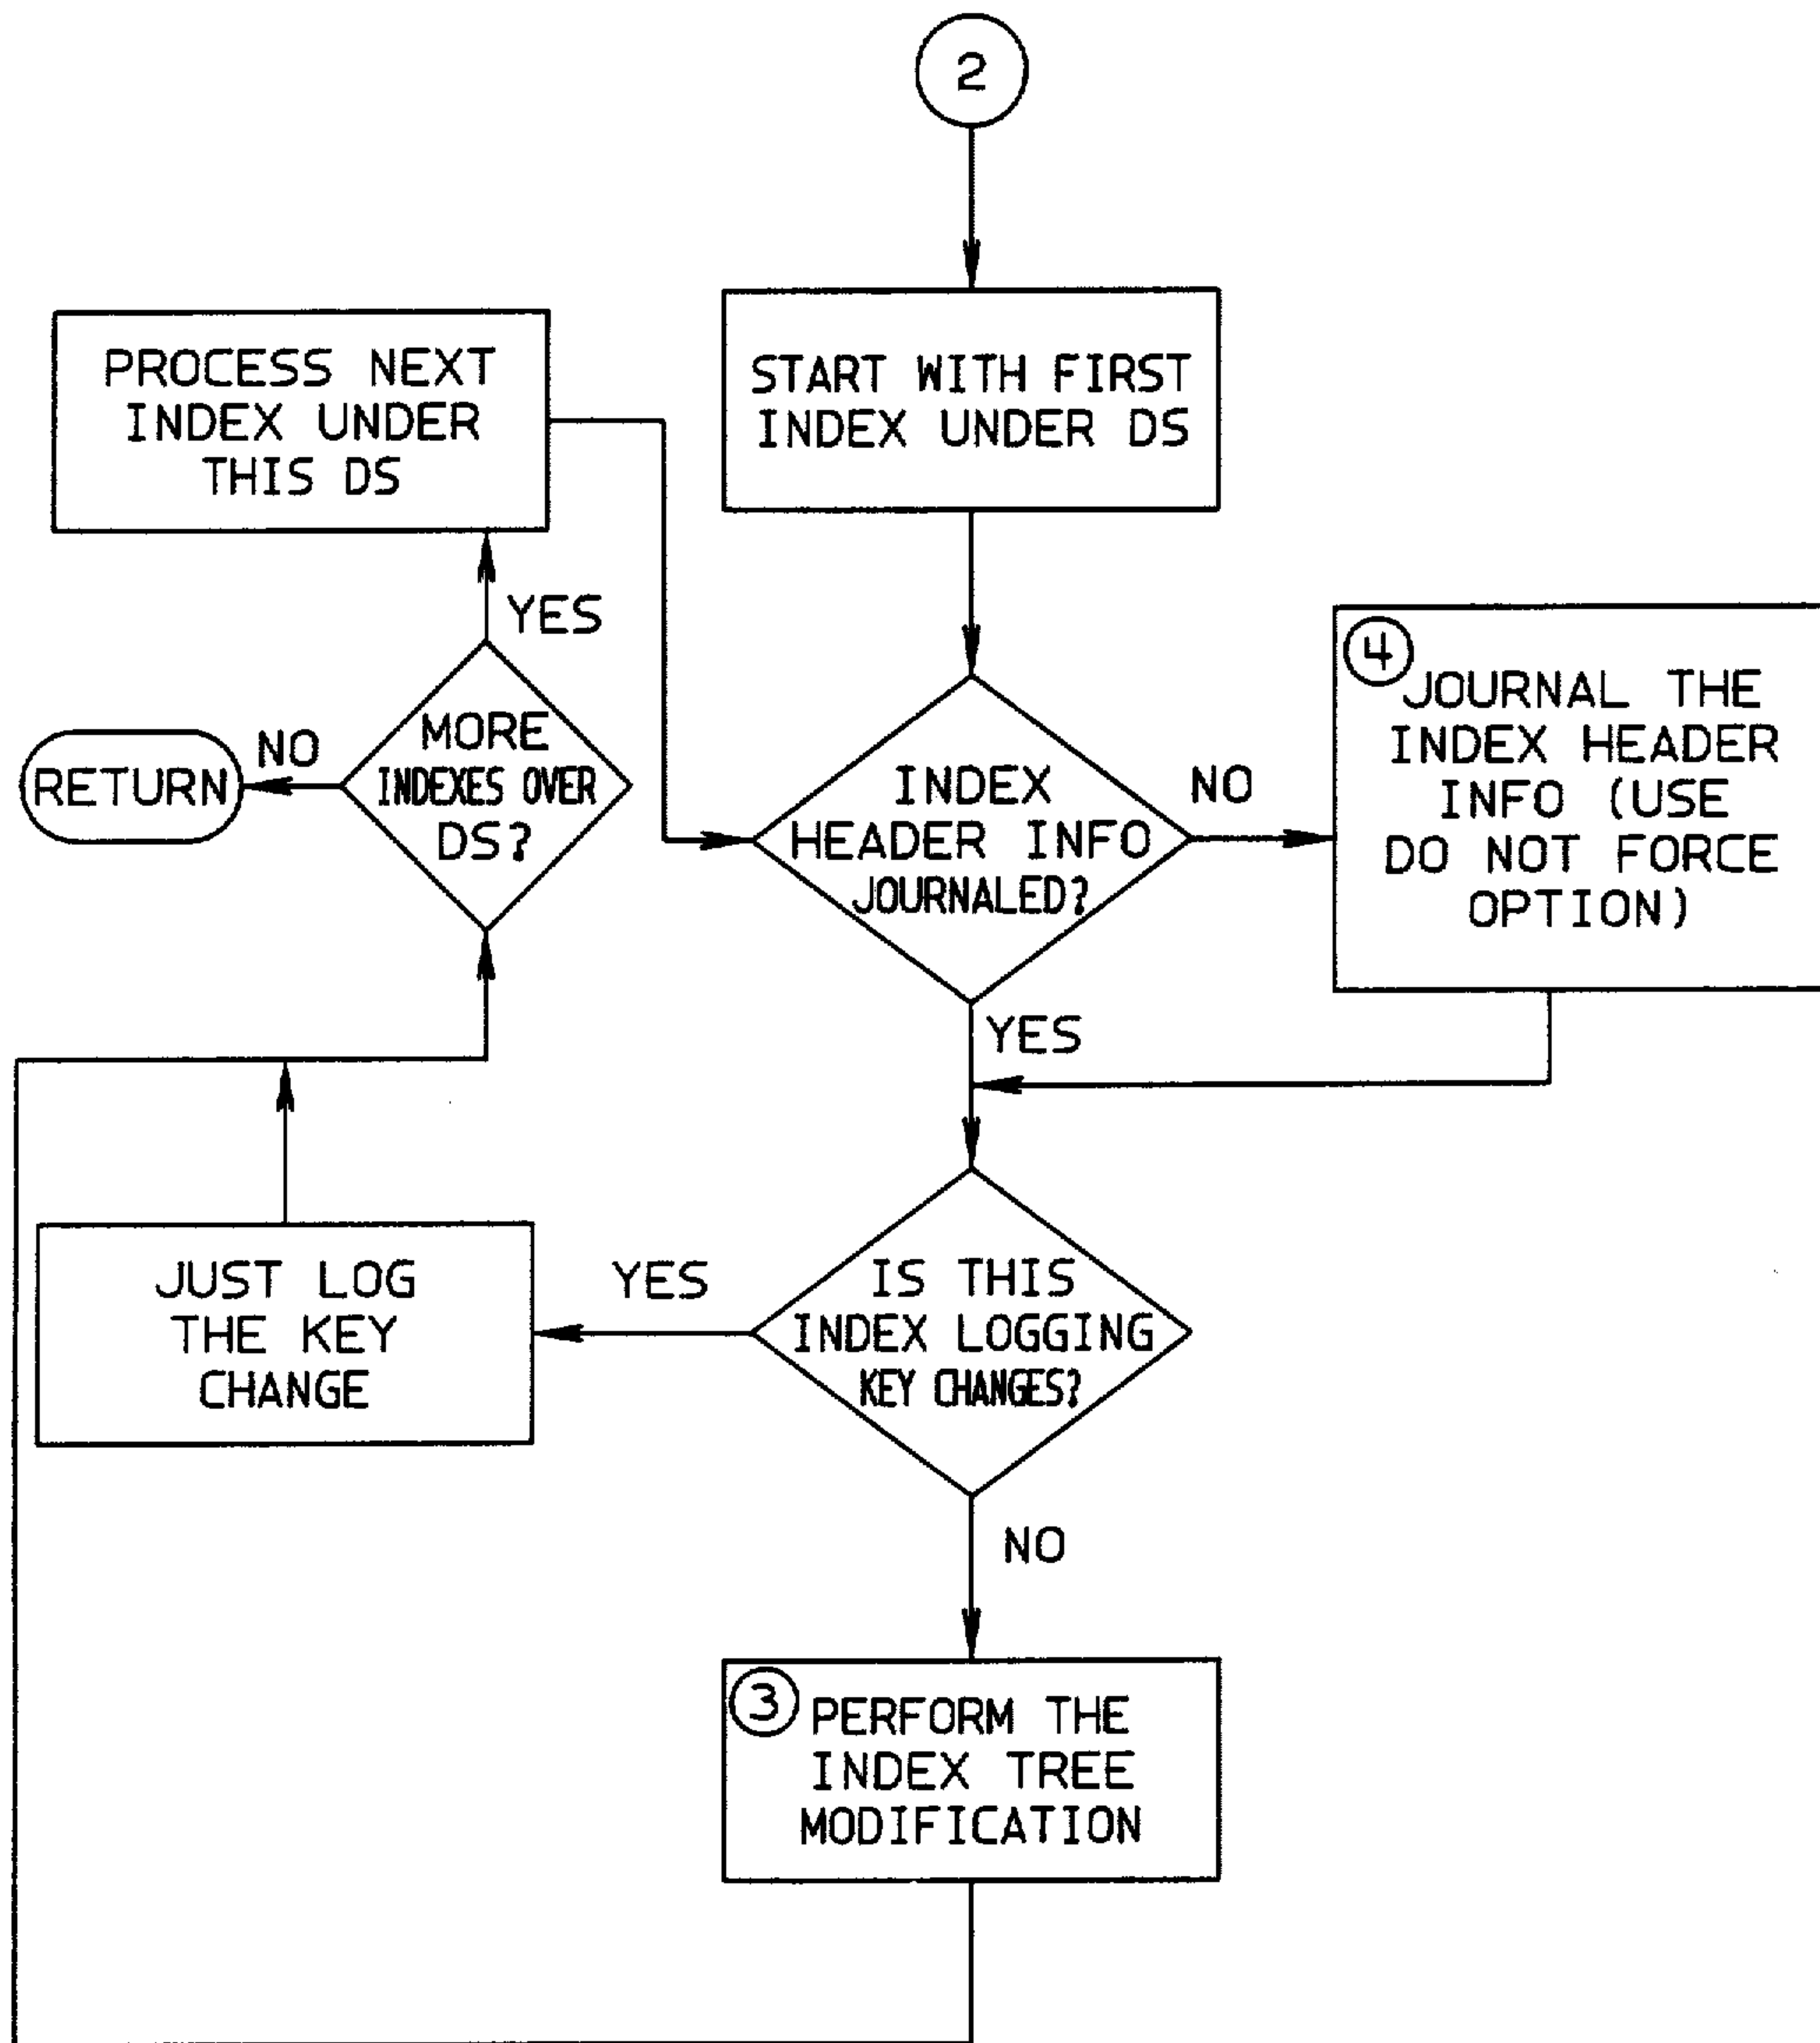 2
START WITH FIRST
INDEX UNDER DS
PROCESS NEXT
INDEX UNDER
THIS DS
YES
MORE
INDEXES OVER
DS?
NO
RETURN
INDEX
HEADER INFO
JOURNALED?
NO
4
JOURNAL THE
INDEX HEADER
INFO (USE
DO NOT FORCE
OPTION)
YES
IS THIS
INDEX LOGGING
KEY CHANGES?
YES
JUST LOG
THE KEY
CHANGE
NO
3
PERFORM THE
INDEX TREE
MODIFICATION